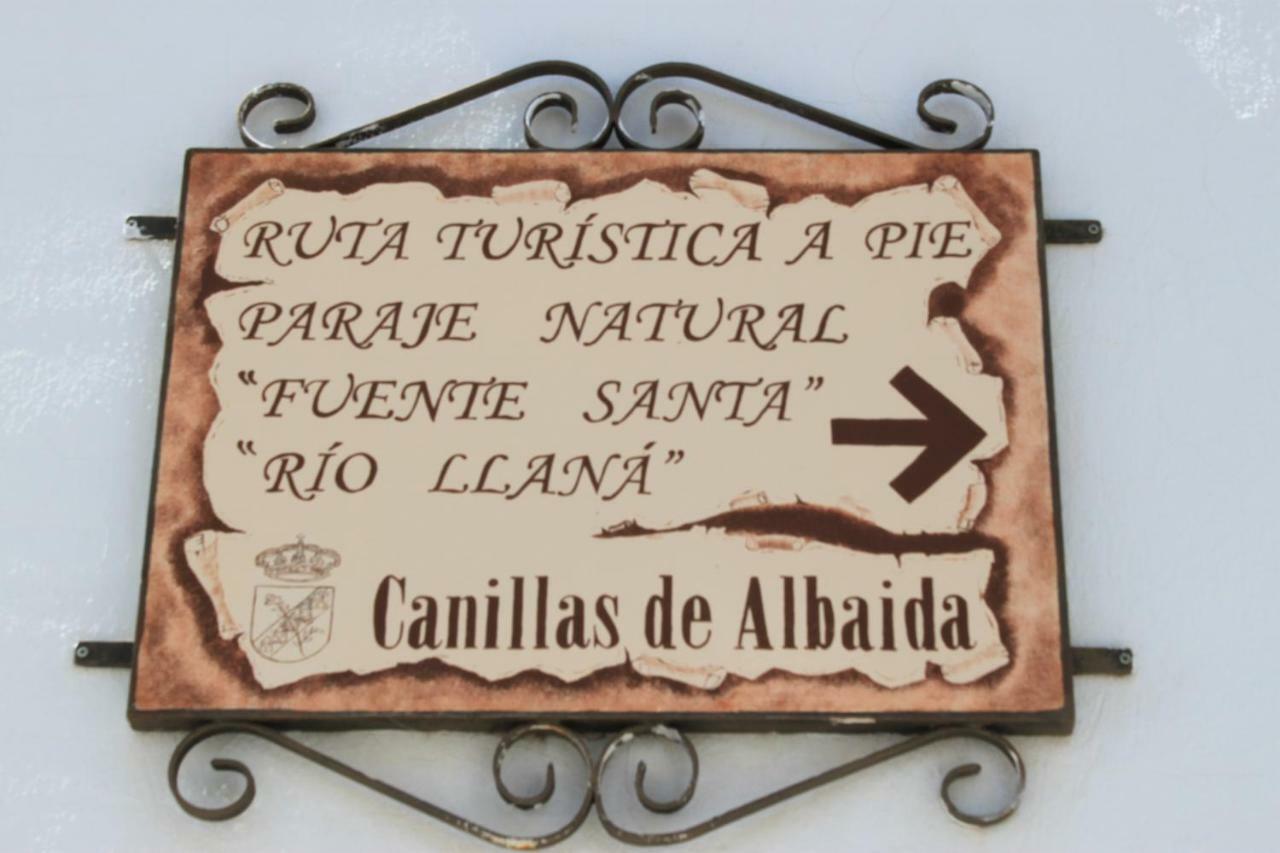 RUTA TURÍSTICA A PIE
PARAJE NATURAL
“FUENTE SANTA”
“RÍO LLANÁ”
Canillas de Albaida